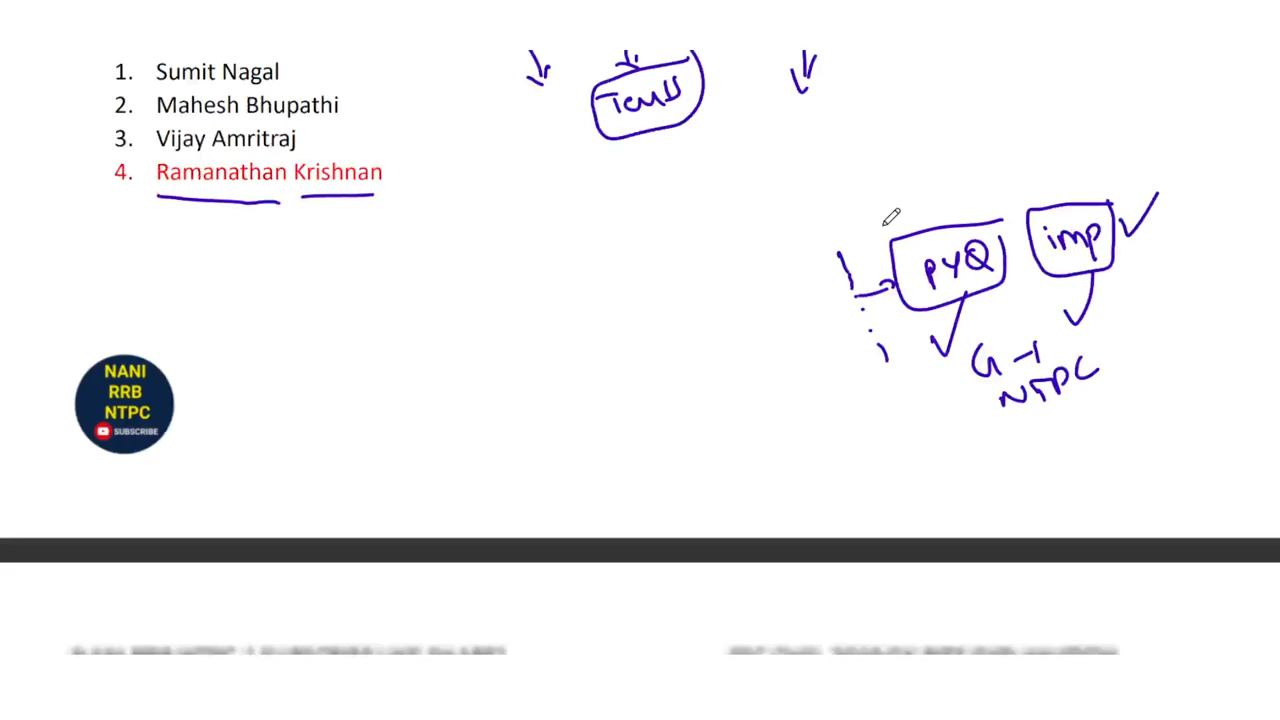 1. Sumit Nagal
2. Mahesh Bhupathi
3. Vijay Amritraj
4. Ramanathan Krishnan
PYQ
imp
G-1
NTPC
NANI
RRB
NTPC
SUBSCRIBE